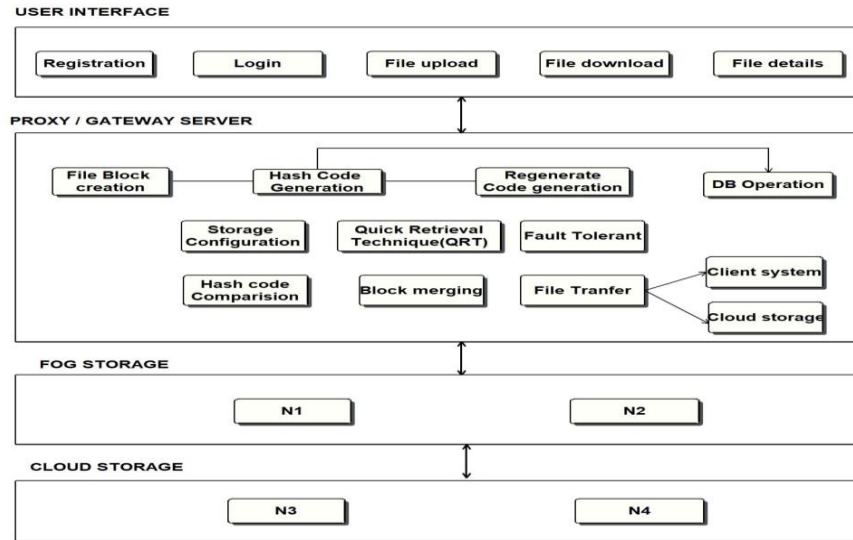 USER INTERFACE
Registration
Login
File upload
File download
File details
PROXY / GATEWAY SERVER
File Block
creation
Hash Code
Generation
Regenerate
Code generation
DB Operation
Storage
Configuration
Quick Retrieval
Technique(QRT)
Fault Tolerant
Hash code
Comparision
Block merging
File Tranfer
Client system
Cloud storage
FOG STORAGE
N1
N2
CLOUD STORAGE
N3
N4